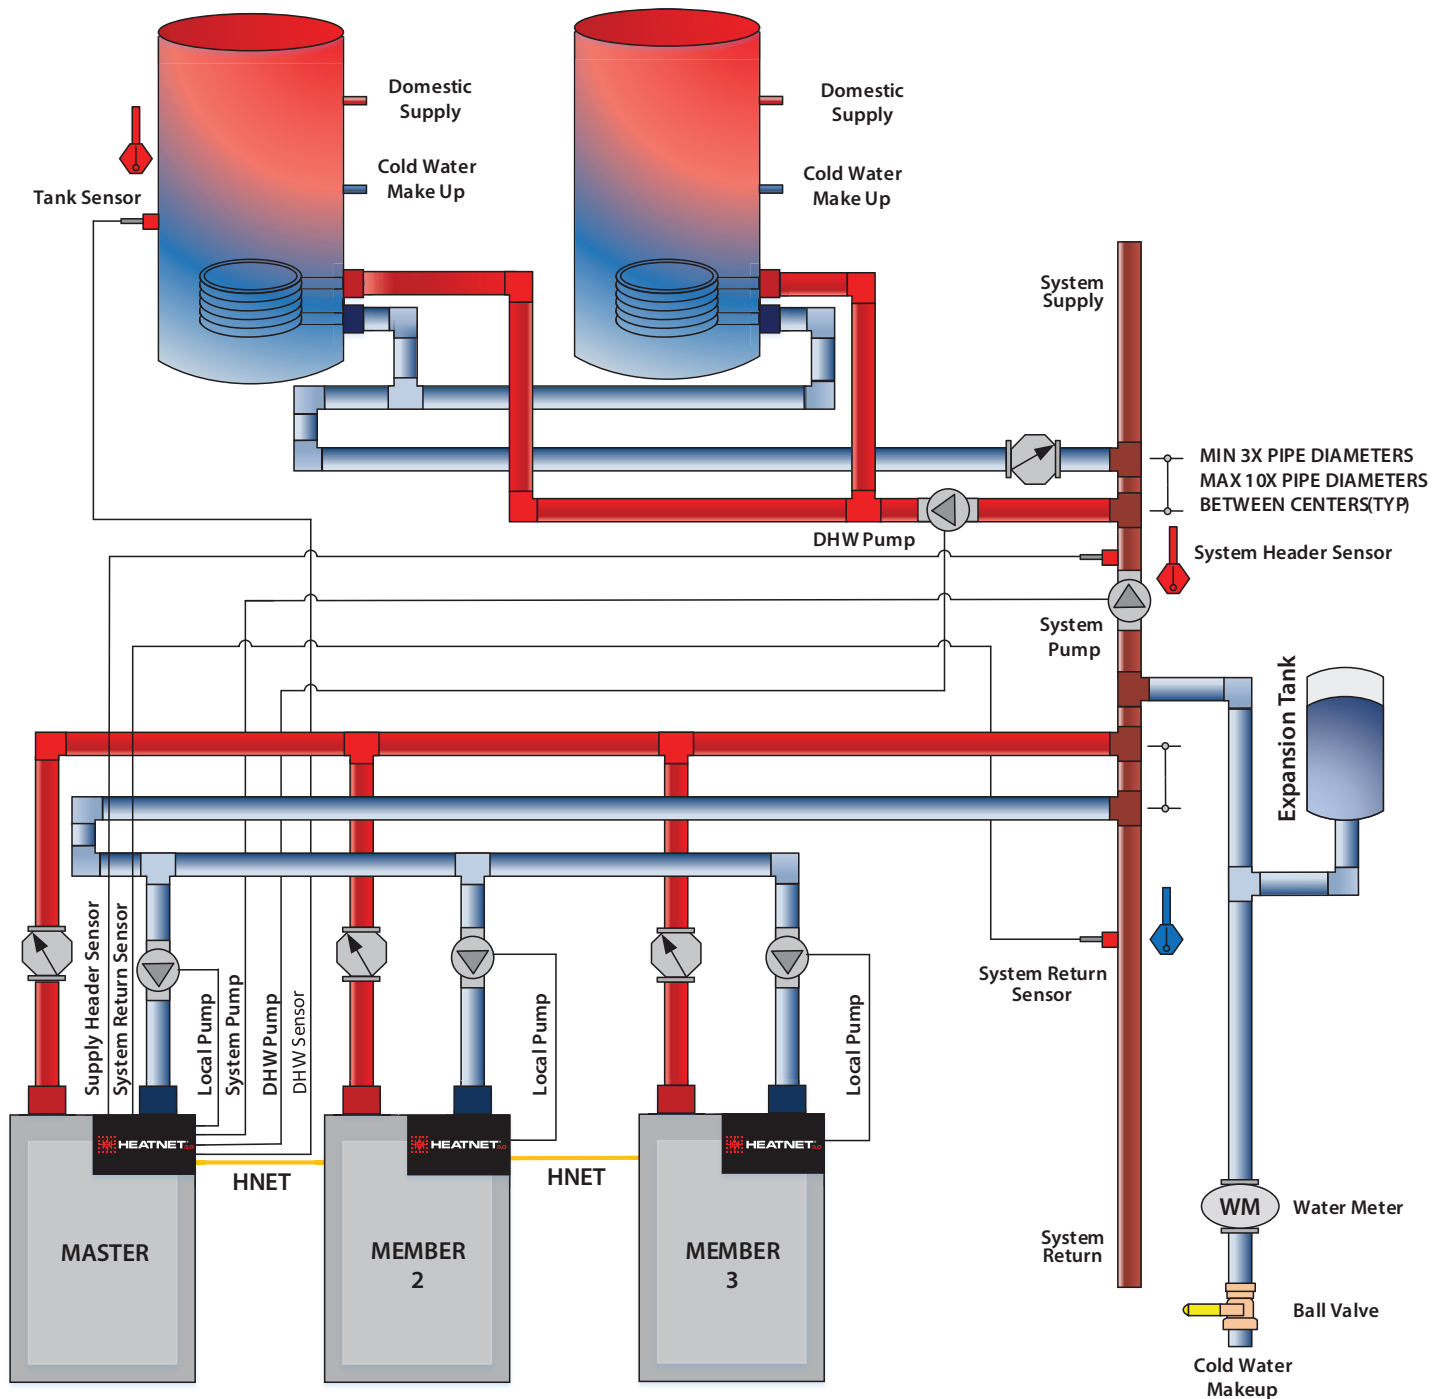 Domestic
Supply
Cold Water
Make Up
Tank Sensor
Domestic
Supply
Cold Water
Make Up
System
Supply
MIN 3X PIPE DIAMETERS
MAX 10X PIPE DIAMETERS
BETWEEN CENTERS(TYP)
DHW Pump
System Header Sensor
System
Pump
Expansion Tank
System Return
Sensor
Supply Header Sensor
System Return Sensor
Local Pump
System Pump
DHW Pump
DHW Sensor
Local Pump
Local Pump
HEATNET
HEATNET
HEATNET
HNET
HNET
MASTER
MEMBER
2
MEMBER
3
System
Return
WM
Water Meter
Ball Valve
Cold Water
Makeup